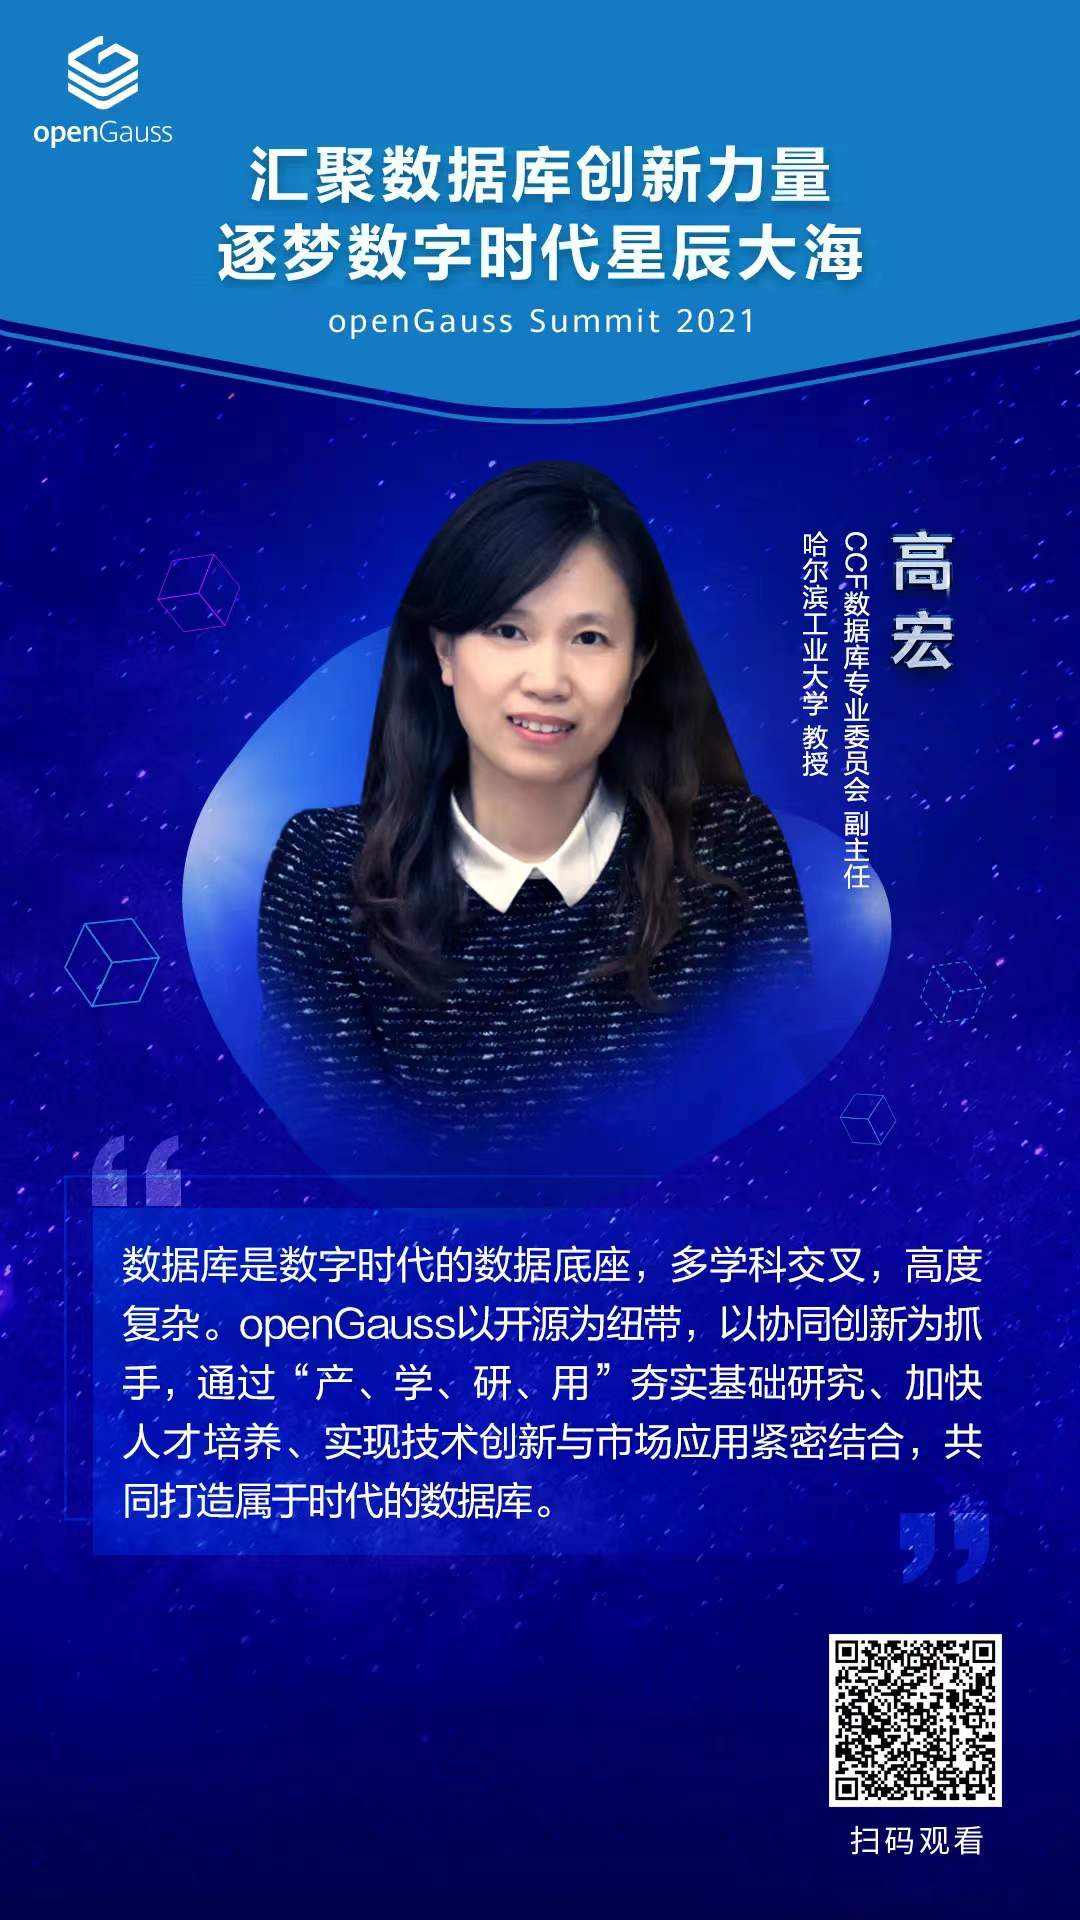 openGauss
汇聚数据库创新力量
逐梦数字时代星辰大海
openGauss Summit 2021
高宏
CCF数据库专业委员会 副主任
哈尔滨工业大学 教授
“
数据库是数字时代的数据底座，多学科交叉，高度
复杂。openGauss以开源为纽带，以协同创新为抓
手，通过“产、学、研、用”夯实基础研究、加快
人才培养、实现技术创新与市场应用紧密结合，共
同打造属于时代的数据库。
”
扫码观看